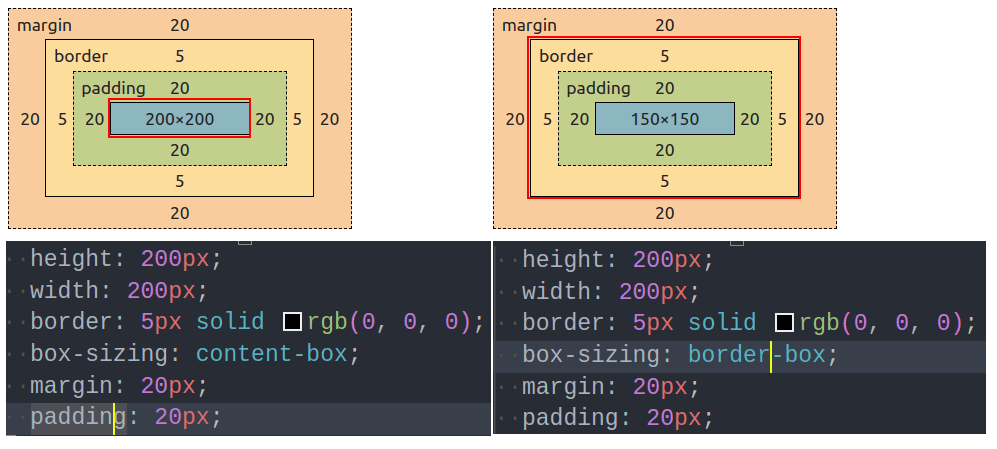 margin 20
border 5
padding 20
20 5 20 200×200 20 5 20
20
5
20
margin 20
border 5
padding 20
20 5 20 150×150 20 5 20
20
5
20
height: 200px;
width: 200px;
border: 5px solid rgb(0, 0, 0);
box-sizing: content-box;
margin: 20px;
padding: 20px;
height: 200px;
width: 200px;
border: 5px solid rgb(0, 0, 0);
box-sizing: border-box;
margin: 20px;
padding: 20px;